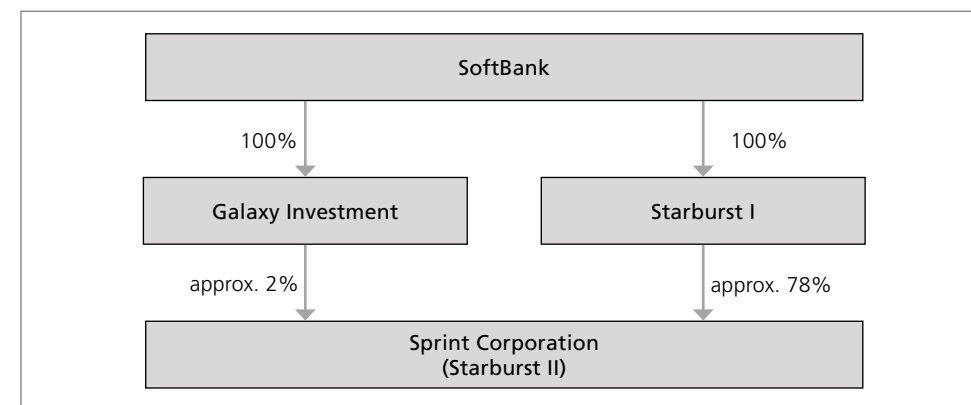 SoftBank
100%
100%
Galaxy Investment
Starburst I
approx. 2%
approx. 78%
Sprint Corporation
(Starburst II)